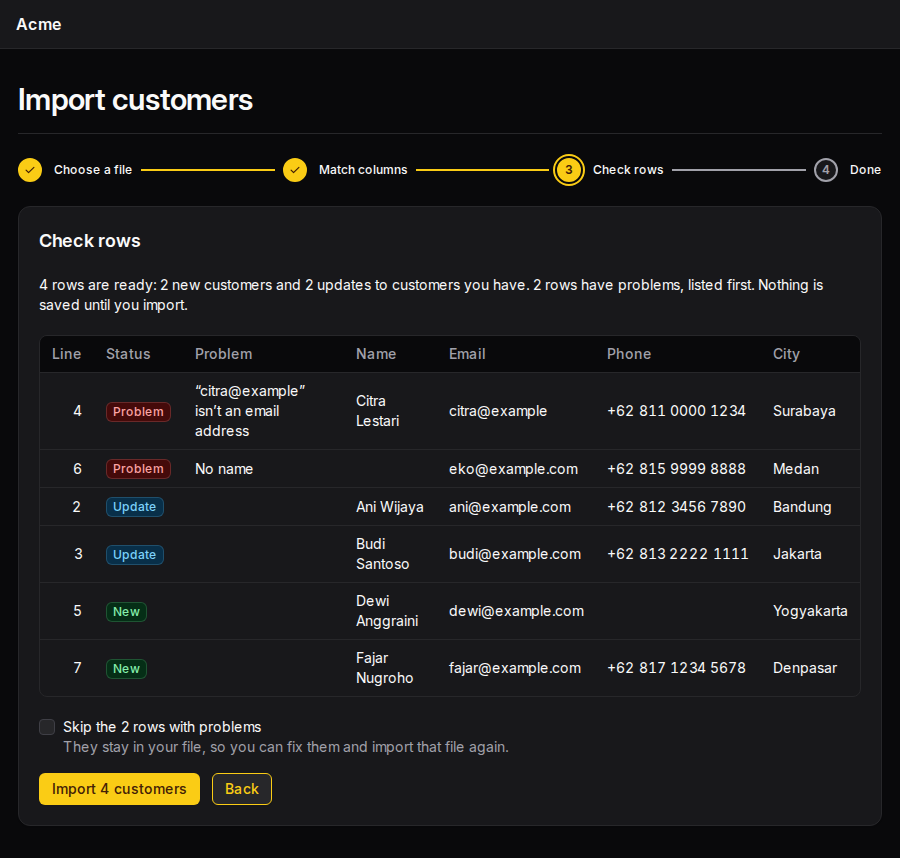 Acme
Import customers
Choose a file
Match columns
3
Check rows
4
Done
Check rows
4 rows are ready: 2 new customers and 2 updates to customers you have. 2 rows have problems, listed first. Nothing is
saved until you import.
Line Status Problem Name Email Phone City
4 Problem “citra@example” isn’t an email address Citra Lestari citra@example +62 811 0000 1234 Surabaya
6 Problem No name eko@example.com +62 815 9999 8888 Medan
2 Update Ani Wijaya ani@example.com +62 812 3456 7890 Bandung
3 Update Budi Santoso budi@example.com +62 813 2222 1111 Jakarta
5 New Dewi Anggraini dewi@example.com Yogyakarta
7 New Fajar Nugroho fajar@example.com +62 817 1234 5678 Denpasar
Skip the 2 rows with problems
They stay in your file, so you can fix them and import that file again.
Import 4 customers
Back